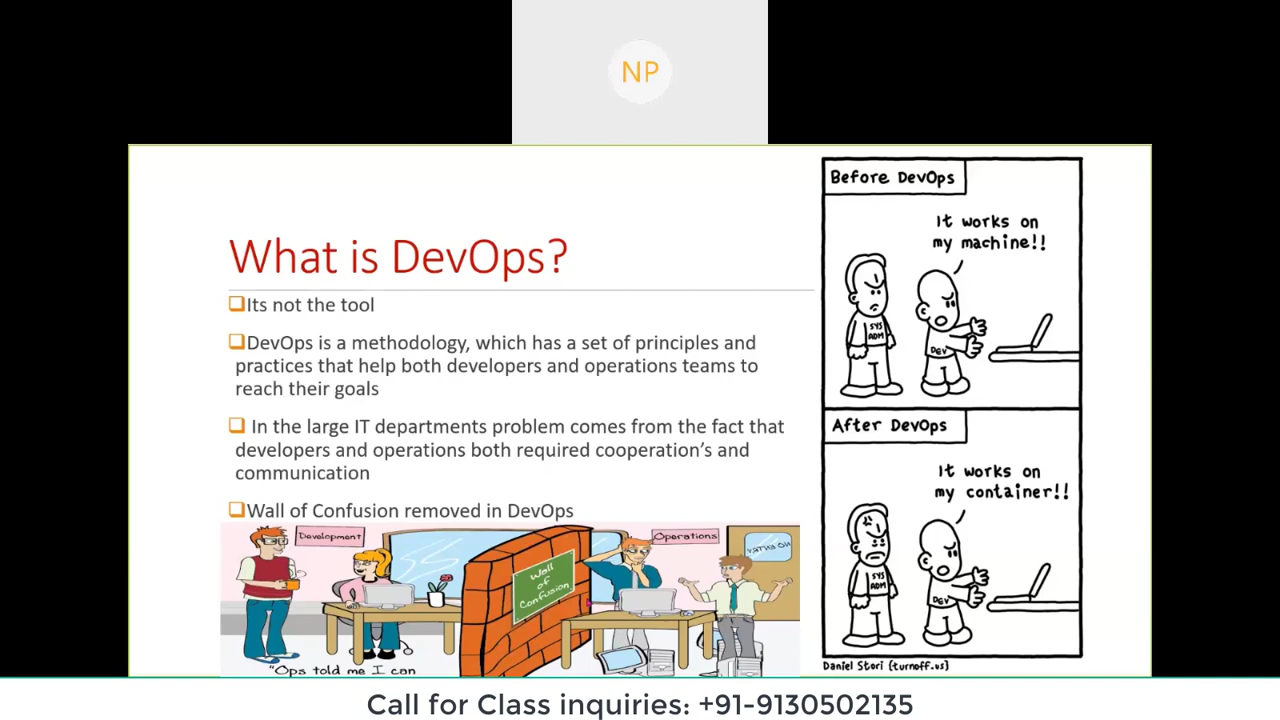 NP
What is DevOps?
Its not the tool
DevOps is a methodology, which has a set of principles and
practices that help both developers and operations teams to
reach their goals
In the large IT departments problem comes from the fact that
developers and operations both required cooperation's and
communication
Wall of Confusion removed in DevOps
Development
Wall
of
Confusion
Operations
"Ops told me I can
Before DevOps
It works on
my machine!!
SYS
ADM
DEV
After DevOps
It works on
my container!!
SYS
ADM
DEV
Daniel Stori {turnoff.us}
Call for Class inquiries: +91-9130502135